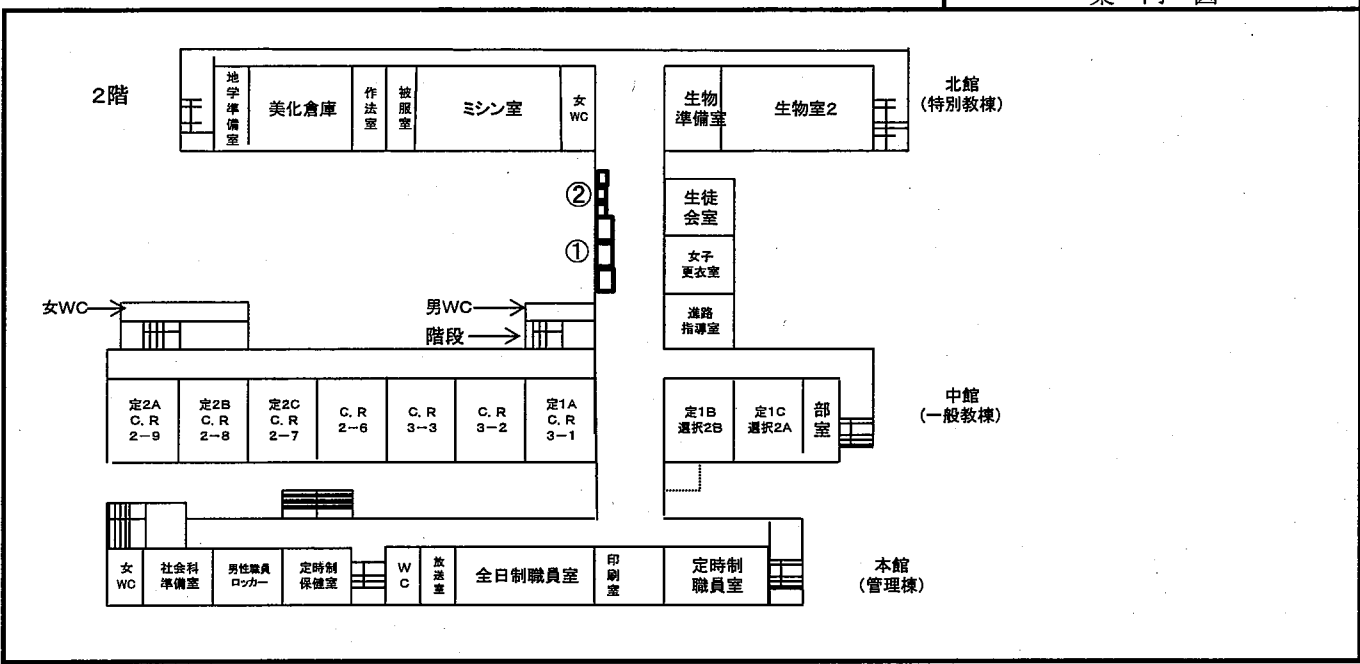 案内図
2階
地学準備室
美化倉庫
作法室
被服室
ミシン室
女
WC
生物
準備室
生物室2
北館
(特別教棟)
②
①
生徒
会室
女子
更衣室
進路
指導室
女WC
男WC
階段
定2A
C.R
2-9
定2B
C.R
2-8
定2C
C.R
2-7
C.R
2-6
C.R
3-3
C.R
3-2
定1A
C.R
3-1
定1B
選択2B
定1C
選択2A
部室
中館
(一般教棟)
女
WC
社会科
準備室
男性職員
ロッカー
定時制
保健室
WC
放送室
全日制職員室
印刷室
定時制
職員室
本館
(管理棟)